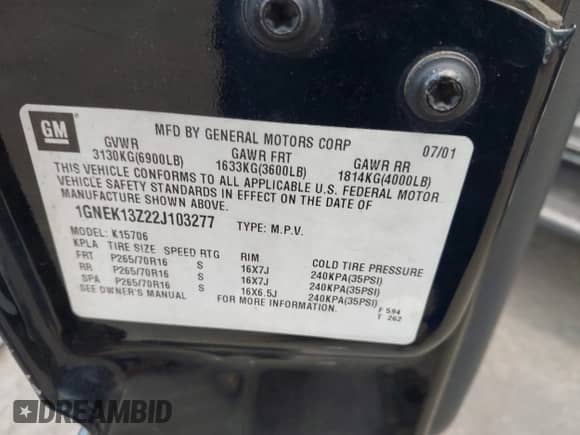 GM
MFD BY GENERAL MOTORS CORP 07/01
GVWR GAWR FRT GAWR RR
3130KG(6900LB) 1633KG(3600LB) 1814KG(4000LB)
THIS VEHICLE CONFORMS TO ALL APPLICABLE U.S. FEDERAL MOTOR
VEHICLE SAFETY STANDARDS IN EFFECT ON THE DATE OF
MANUFACTURE SHOWN ABOVE.
1GNEK13Z22J103277 TYPE: M.P.V.
MODEL: K15706
KPLA TIRE SIZE SPEED RTG RIM COLD TIRE PRESSURE
FRT P265/70R16 S 16X7J 240KPA(35PSI)
RR P265/70R16 S 16X7J 240KPA(35PSI)
SPA P265/70R16 S 16X6.5J 240KPA(35PSI)
SEE OWNER'S MANUAL FOR MORE INFORMATION.
F 594
T 262
DREAMBID